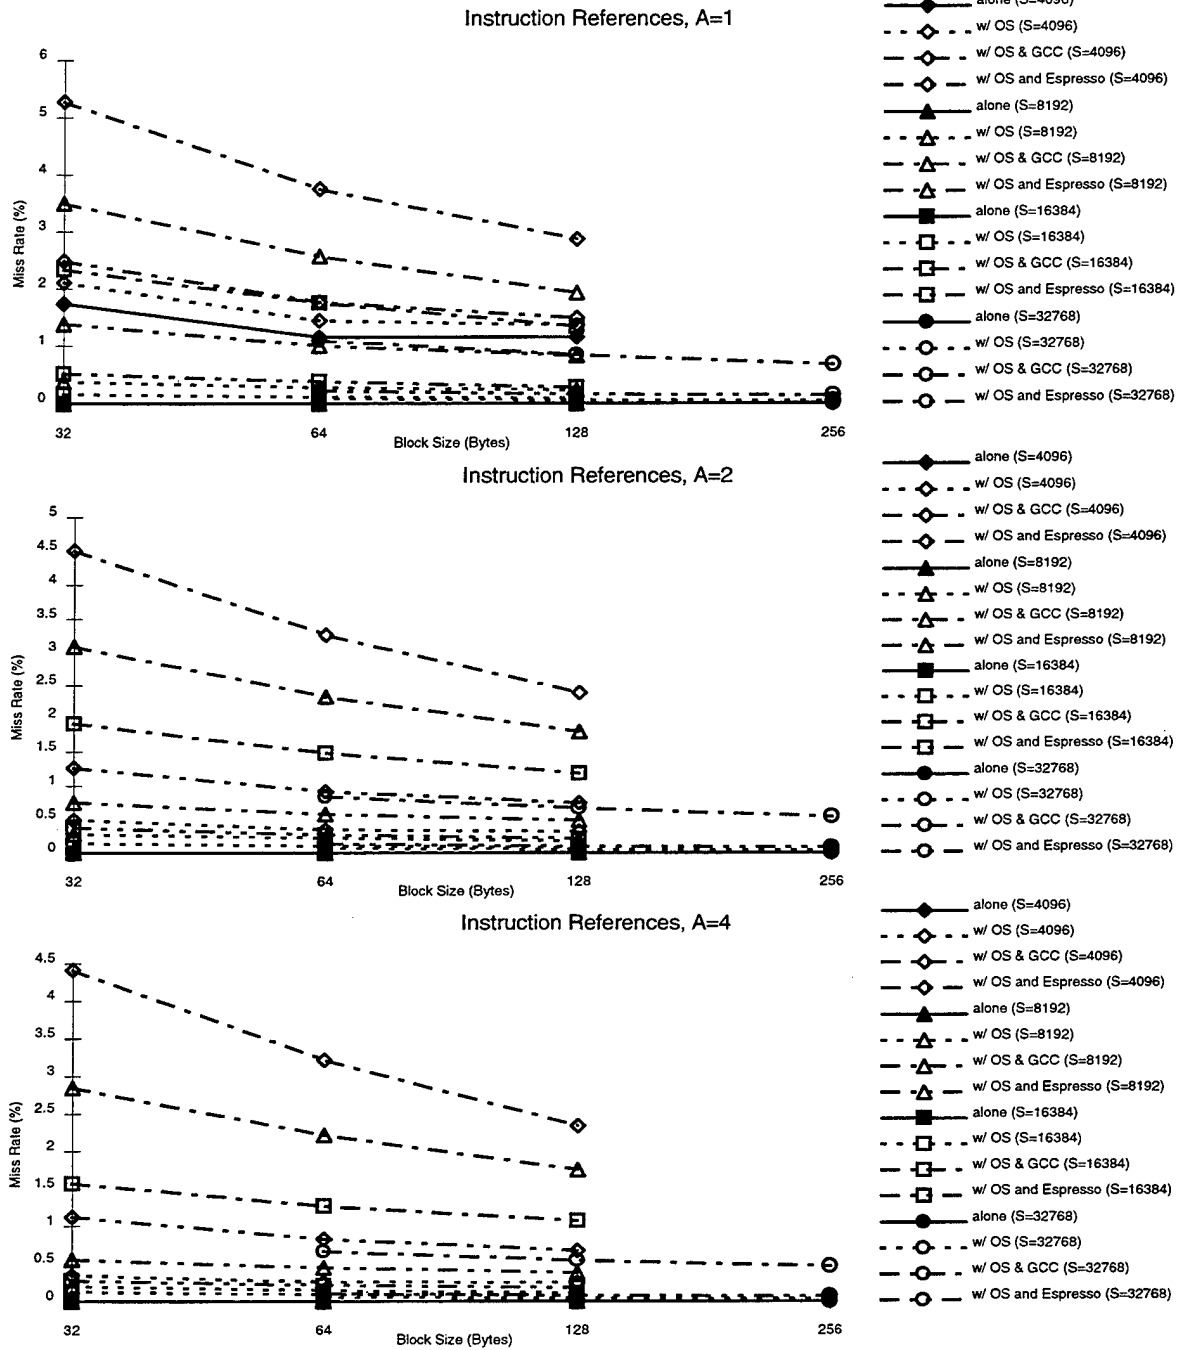 Instruction References, A=1
alone (S=4096)
w/ OS (S=4096)
w/ OS & GCC (S=4096)
w/ OS and Espresso (S=4096)
alone (S=8192)
w/ OS (S=8192)
w/ OS & GCC (S=8192)
w/ OS and Espresso (S=8192)
alone (S=16384)
w/ OS (S=16384)
w/ OS & GCC (S=16384)
w/ OS and Espresso (S=16384)
alone (S=32768)
w/ OS (S=32768)
w/ OS & GCC (S=32768)
w/ OS and Espresso (S=32768)
Miss Rate (%)
6
5
4
3
2
1
0
32
64
128
256
Block Size (Bytes)
Instruction References, A=2
alone (S=4096)
w/ OS (S=4096)
w/ OS & GCC (S=4096)
w/ OS and Espresso (S=4096)
alone (S=8192)
w/ OS (S=8192)
w/ OS & GCC (S=8192)
w/ OS and Espresso (S=8192)
alone (S=16384)
w/ OS (S=16384)
w/ OS & GCC (S=16384)
w/ OS and Espresso (S=16384)
alone (S=32768)
w/ OS (S=32768)
w/ OS & GCC (S=32768)
w/ OS and Espresso (S=32768)
Miss Rate (%)
5
4.5
4
3.5
3
2.5
2
1.5
1
0.5
0
32
64
128
256
Block Size (Bytes)
Instruction References, A=4
alone (S=4096)
w/ OS (S=4096)
w/ OS & GCC (S=4096)
w/ OS and Espresso (S=4096)
alone (S=8192)
w/ OS (S=8192)
w/ OS & GCC (S=8192)
w/ OS and Espresso (S=8192)
alone (S=16384)
w/ OS (S=16384)
w/ OS & GCC (S=16384)
w/ OS and Espresso (S=16384)
alone (S=32768)
w/ OS (S=32768)
w/ OS & GCC (S=32768)
w/ OS and Espresso (S=32768)
Miss Rate (%)
4.5
4
3.5
3
2.5
2
1.5
1
0.5
0
32
64
128
256
Block Size (Bytes)